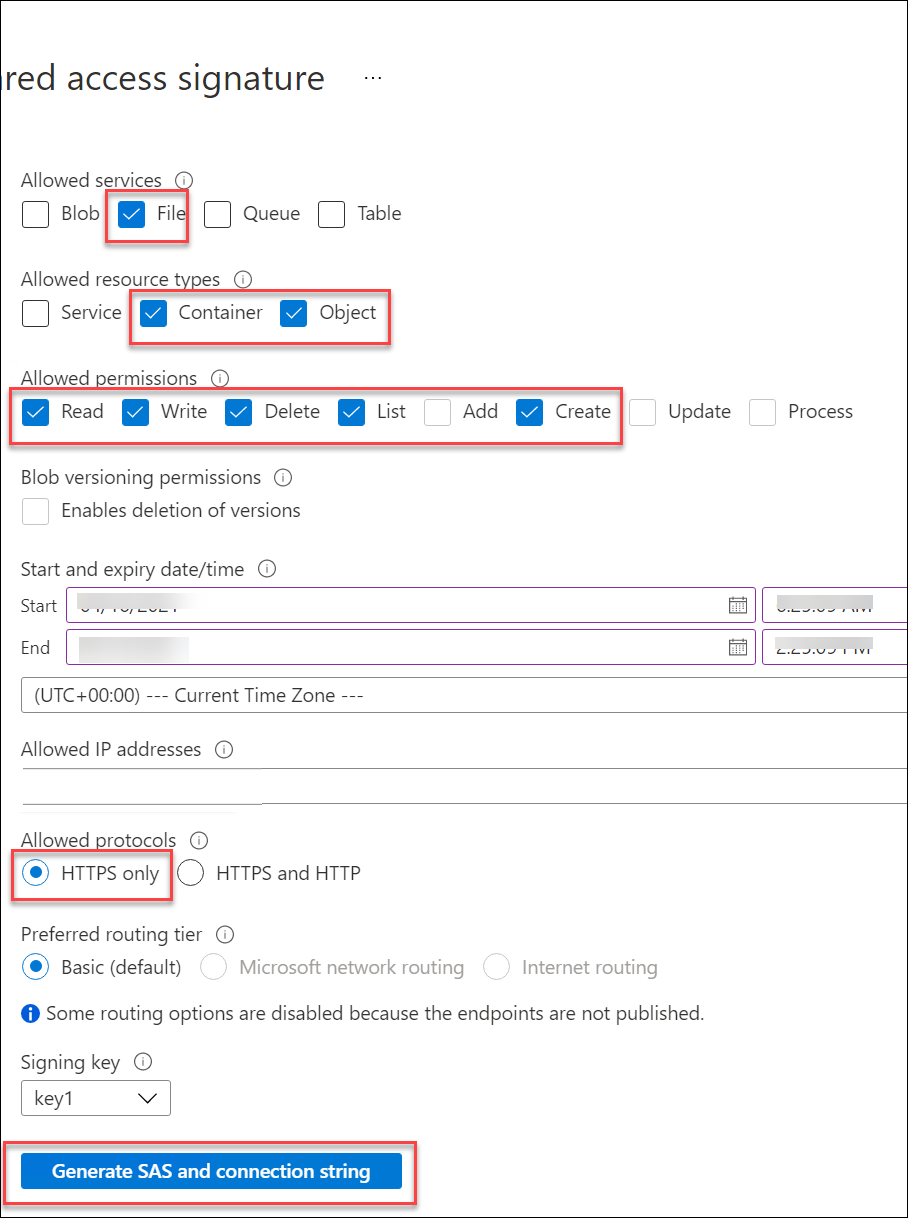 red access signature ...
Allowed services
Blob File Queue Table
Allowed resource types
Service Container Object
Allowed permissions
Read Write Delete List Add Create Update Process
Blob versioning permissions
Enables deletion of versions
Start and expiry date/time
Start
End
(UTC+00:00) --- Current Time Zone ---
Allowed IP addresses
Allowed protocols
HTTPS only HTTPS and HTTP
Preferred routing tier
Basic (default) Microsoft network routing Internet routing
Some routing options are disabled because the endpoints are not published.
Signing key
key1
Generate SAS and connection string